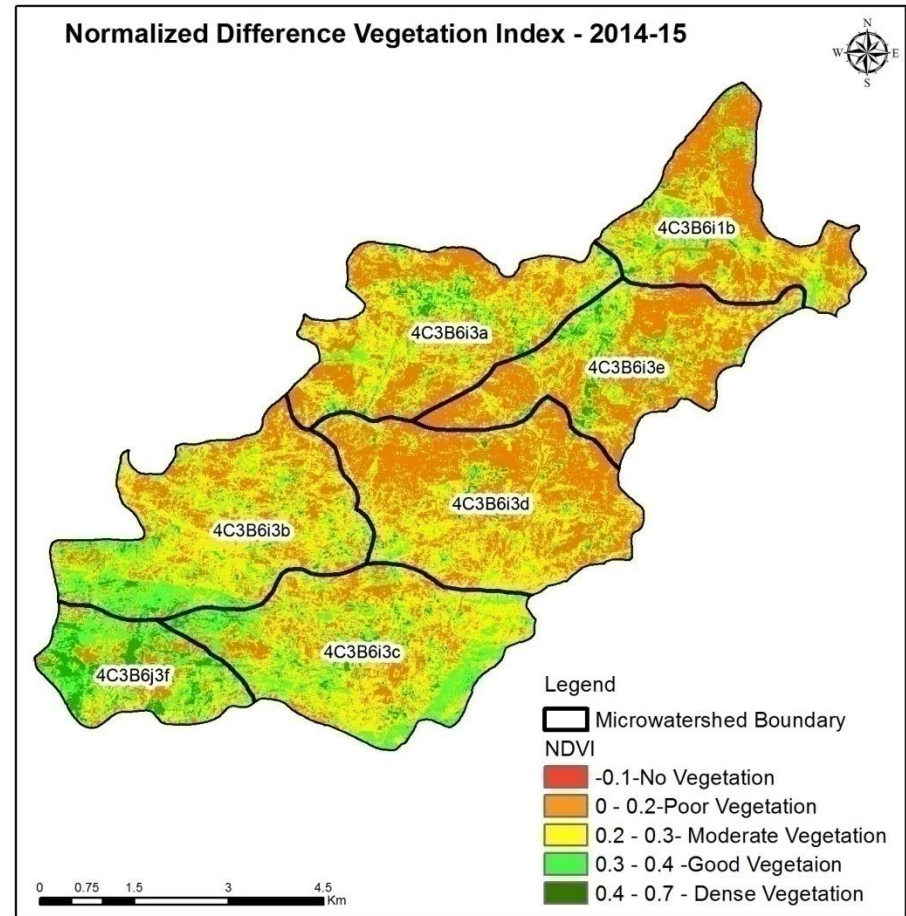 Normalized Difference Vegetation Index - 2014-15
N
W E
S
4C3B6i1b
4C3B6i3a
4C3B6i3e
4C3B6i3d
4C3B6i3b
4C3B6i3c
4C3B6j3f
Legend
Microwatershed Boundary
NDVI
-0.1-No Vegetation
0 - 0.2-Poor Vegetation
0.2 - 0.3- Moderate Vegetation
0.3 - 0.4 -Good Vegetaion
0.4 - 0.7 - Dense Vegetation
0 0.75 1.5 3 4.5
Km